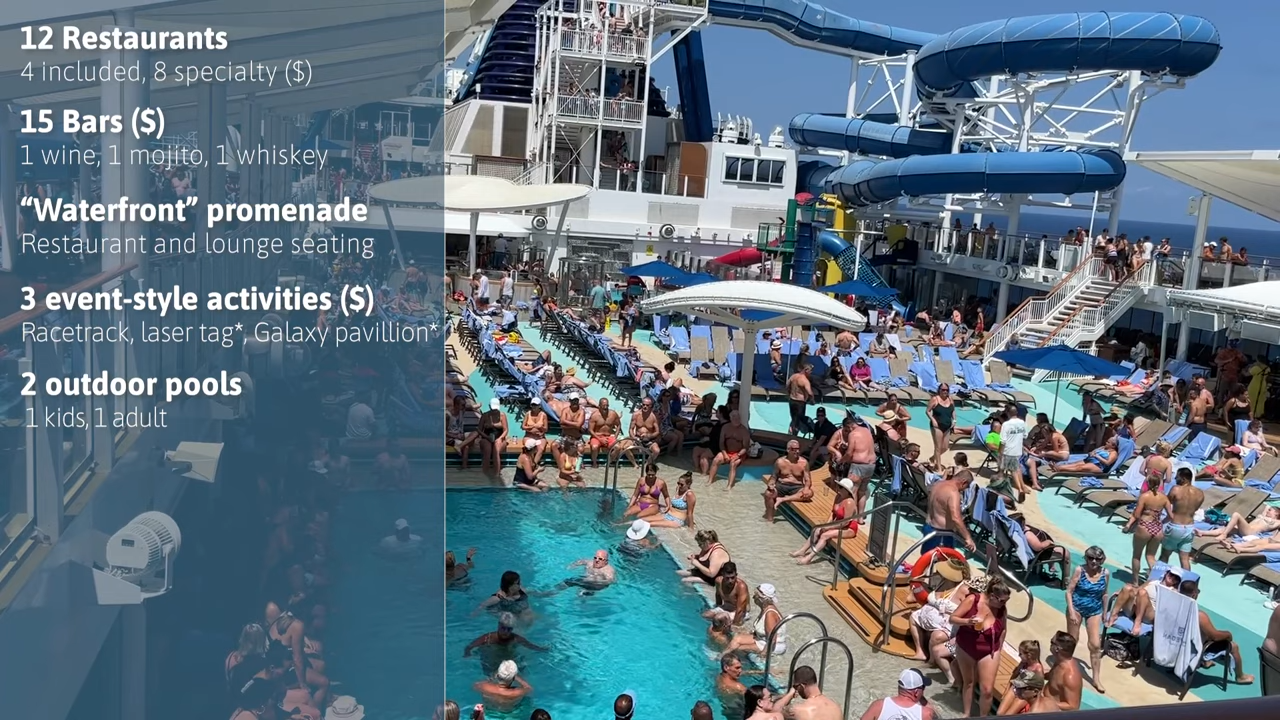 12 Restaurants
4 included, 8 specialty ($)
15 Bars ($)
1 wine, 1 mojito, 1 whiskey
“Waterfront” promenade
Restaurant and lounge seating
3 event-style activities ($)
Racetrack, laser tag*, Galaxy pavillion*
2 outdoor pools
1 kids, 1 adult